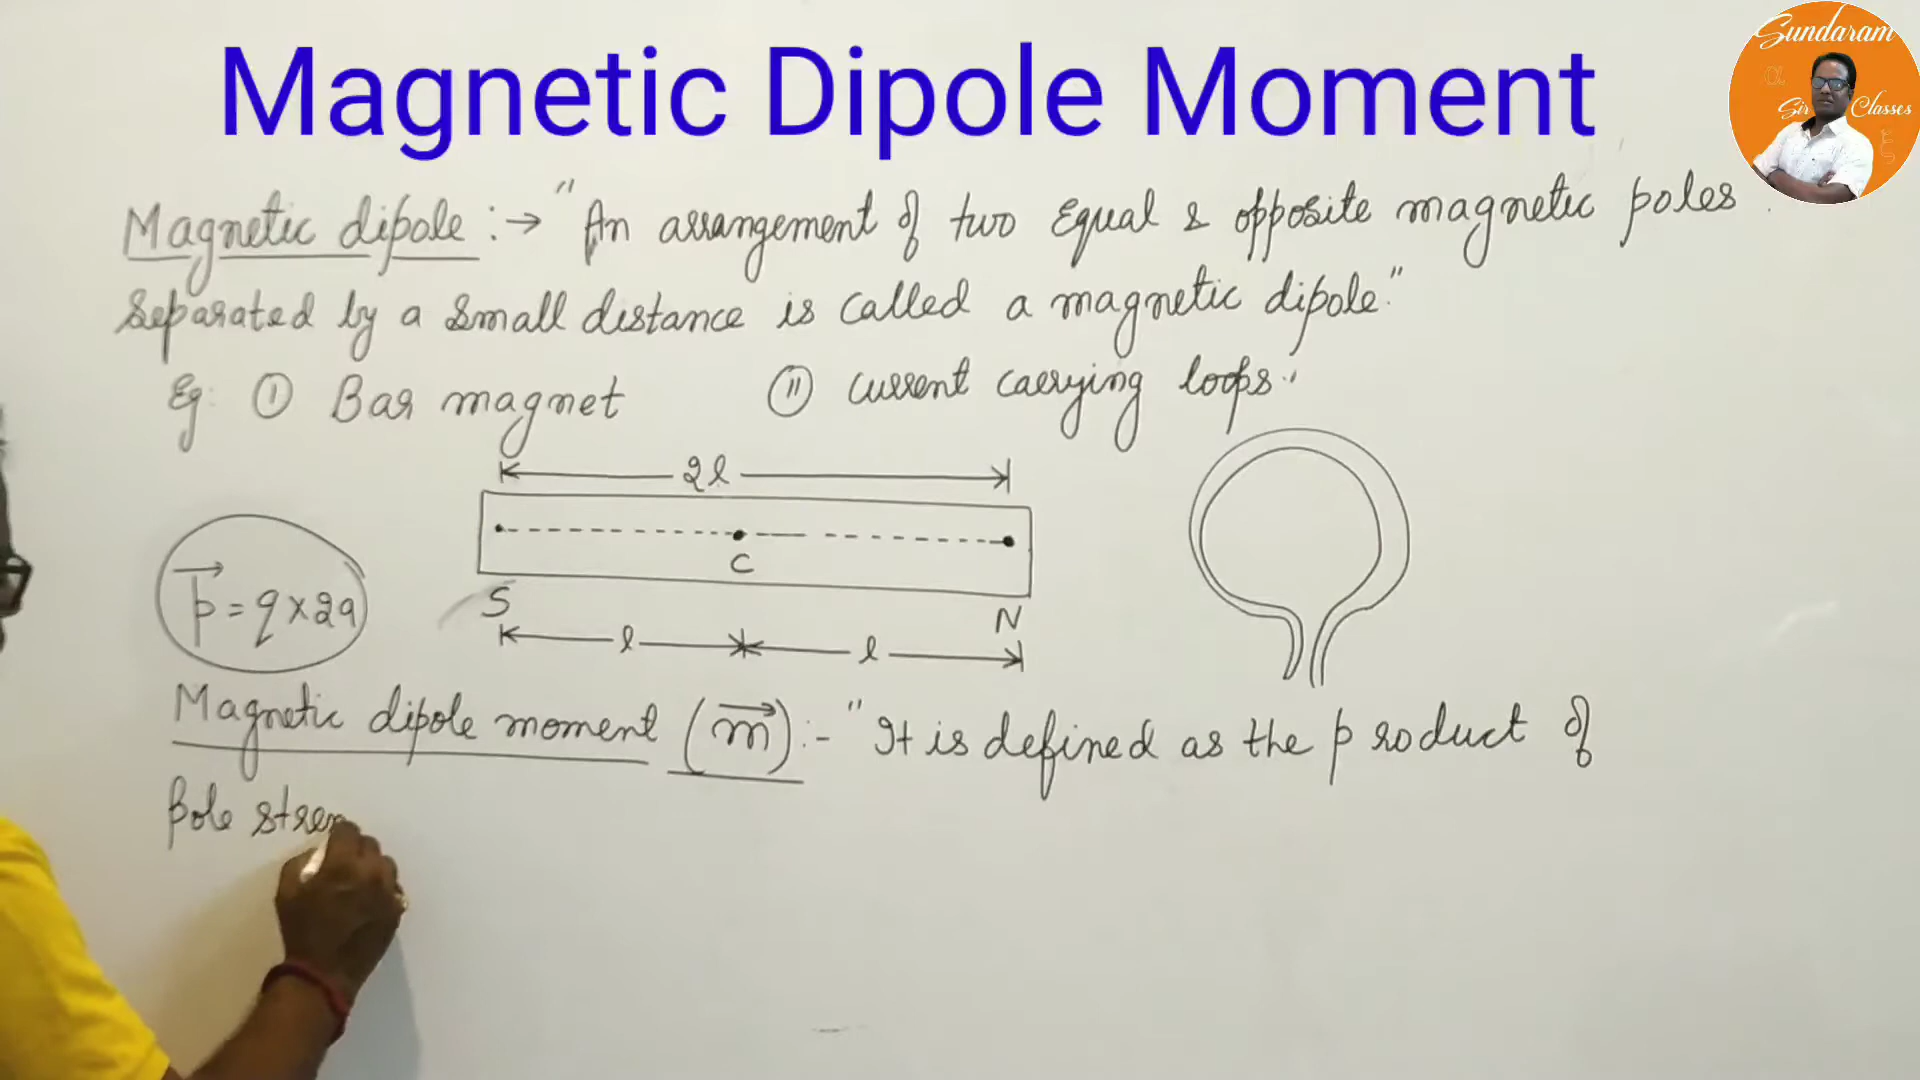 Magnetic Dipole Moment
Sundaram
Sir Classes
Magnetic dipole :→ "An arrangement of two Equal & opposite magnetic poles
separated by a small distance is called a magnetic dipole."
Eg: ① Bar magnet ⑪ current carrying loops.
2l
C
S N
l l
p⃗ = q×2a
Magnetic dipole moment (m⃗) :- "It is defined as the product of
pole stren